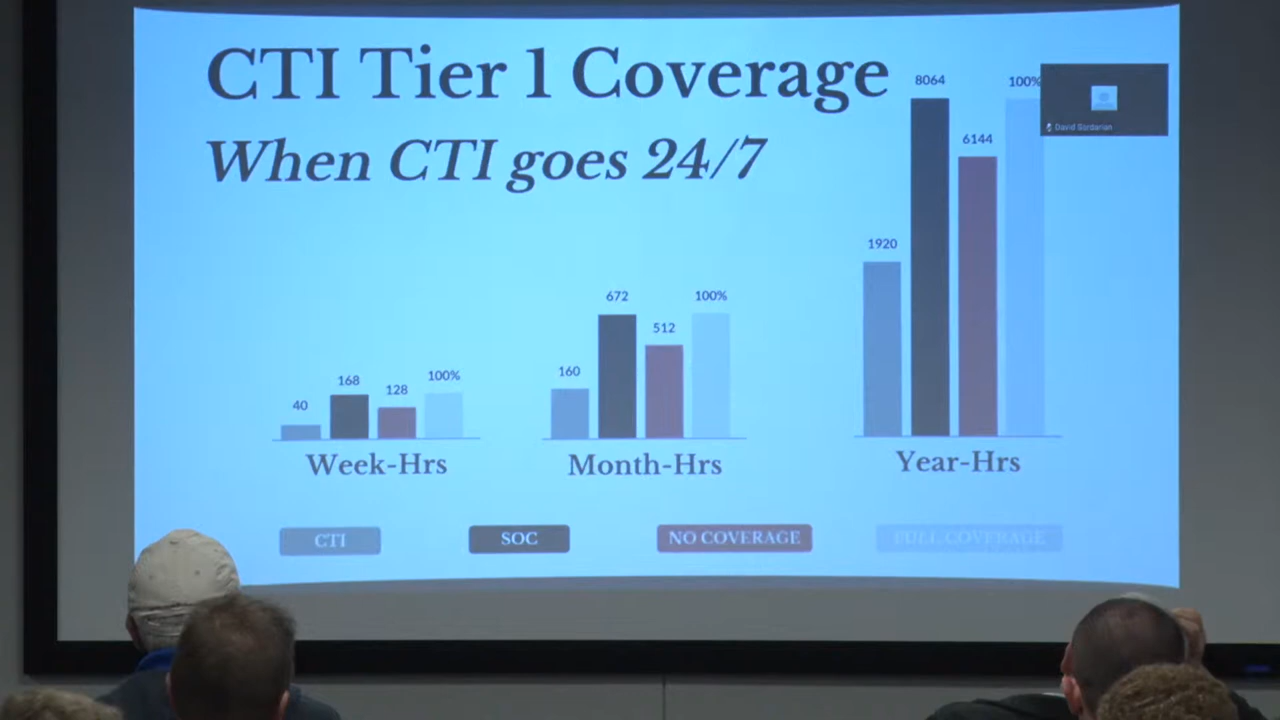 CTI Tier 1 Coverage
When CTI goes 24/7
40
168
128
100%
Week-Hrs
160
672
512
100%
Month-Hrs
1920
8064
6144
100%
Year-Hrs
CTI
SOC
NO COVERAGE
FULL COVERAGE
David